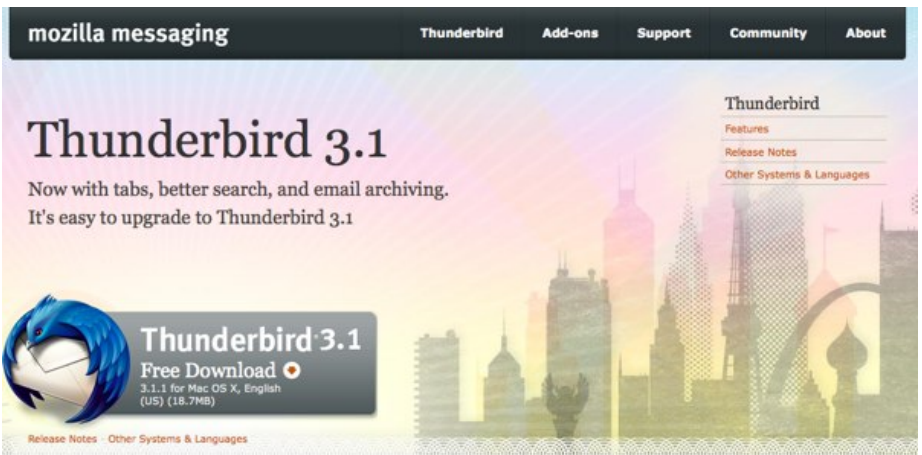 mozilla messaging
Thunderbird Add-ons Support Community About
Thunderbird
Features
Release Notes
Other Systems & Languages
Thunderbird 3.1
Now with tabs, better search, and email archiving.
It's easy to upgrade to Thunderbird 3.1
Thunderbird 3.1
Free Download
3.1.1 for Mac OS X, English
(US) (18.7MB)
Release Notes · Other Systems & Languages